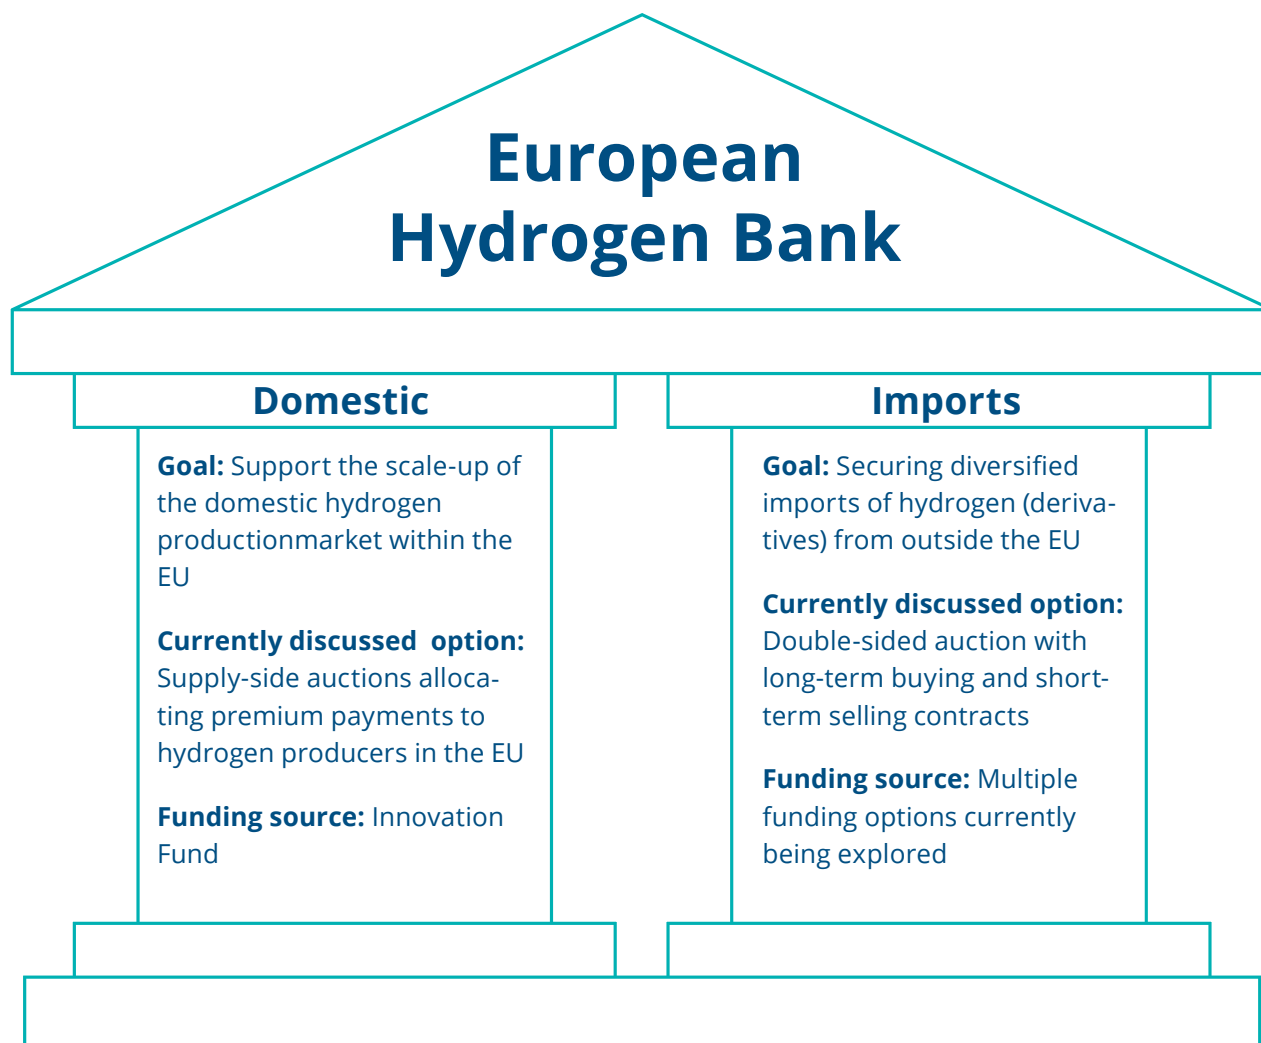 European
Hydrogen Bank
Domestic
Goal: Support the scale-up of
the domestic hydrogen
productionmarket within the
EU
Currently discussed  option:
Supply-side auctions alloca-
ting premium payments to
hydrogen producers in the EU
Funding source: Innovation
Fund
Imports
Goal: Securing diversified
imports of hydrogen (deriva-
tives) from outside the EU
Currently discussed option:
Double-sided auction with
long-term buying and short-
term selling contracts
Funding source: Multiple
funding options currently
being explored